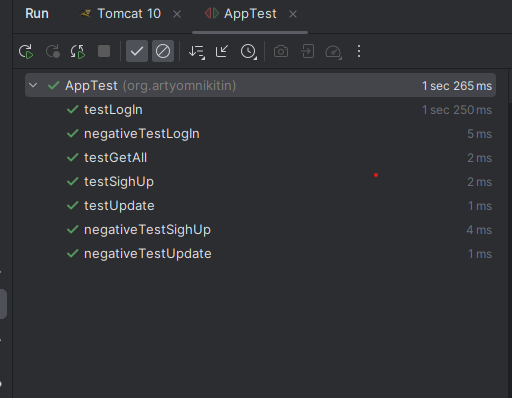 Run Tomcat 10 AppTest
AppTest (org.artyomnikitin) 1 sec 265 ms
testLogIn 1 sec 250 ms
negativeTestLogIn 5 ms
testGetAll 2 ms
testSighUp 2 ms
testUpdate 1 ms
negativeTestSighUp 4 ms
negativeTestUpdate 1 ms